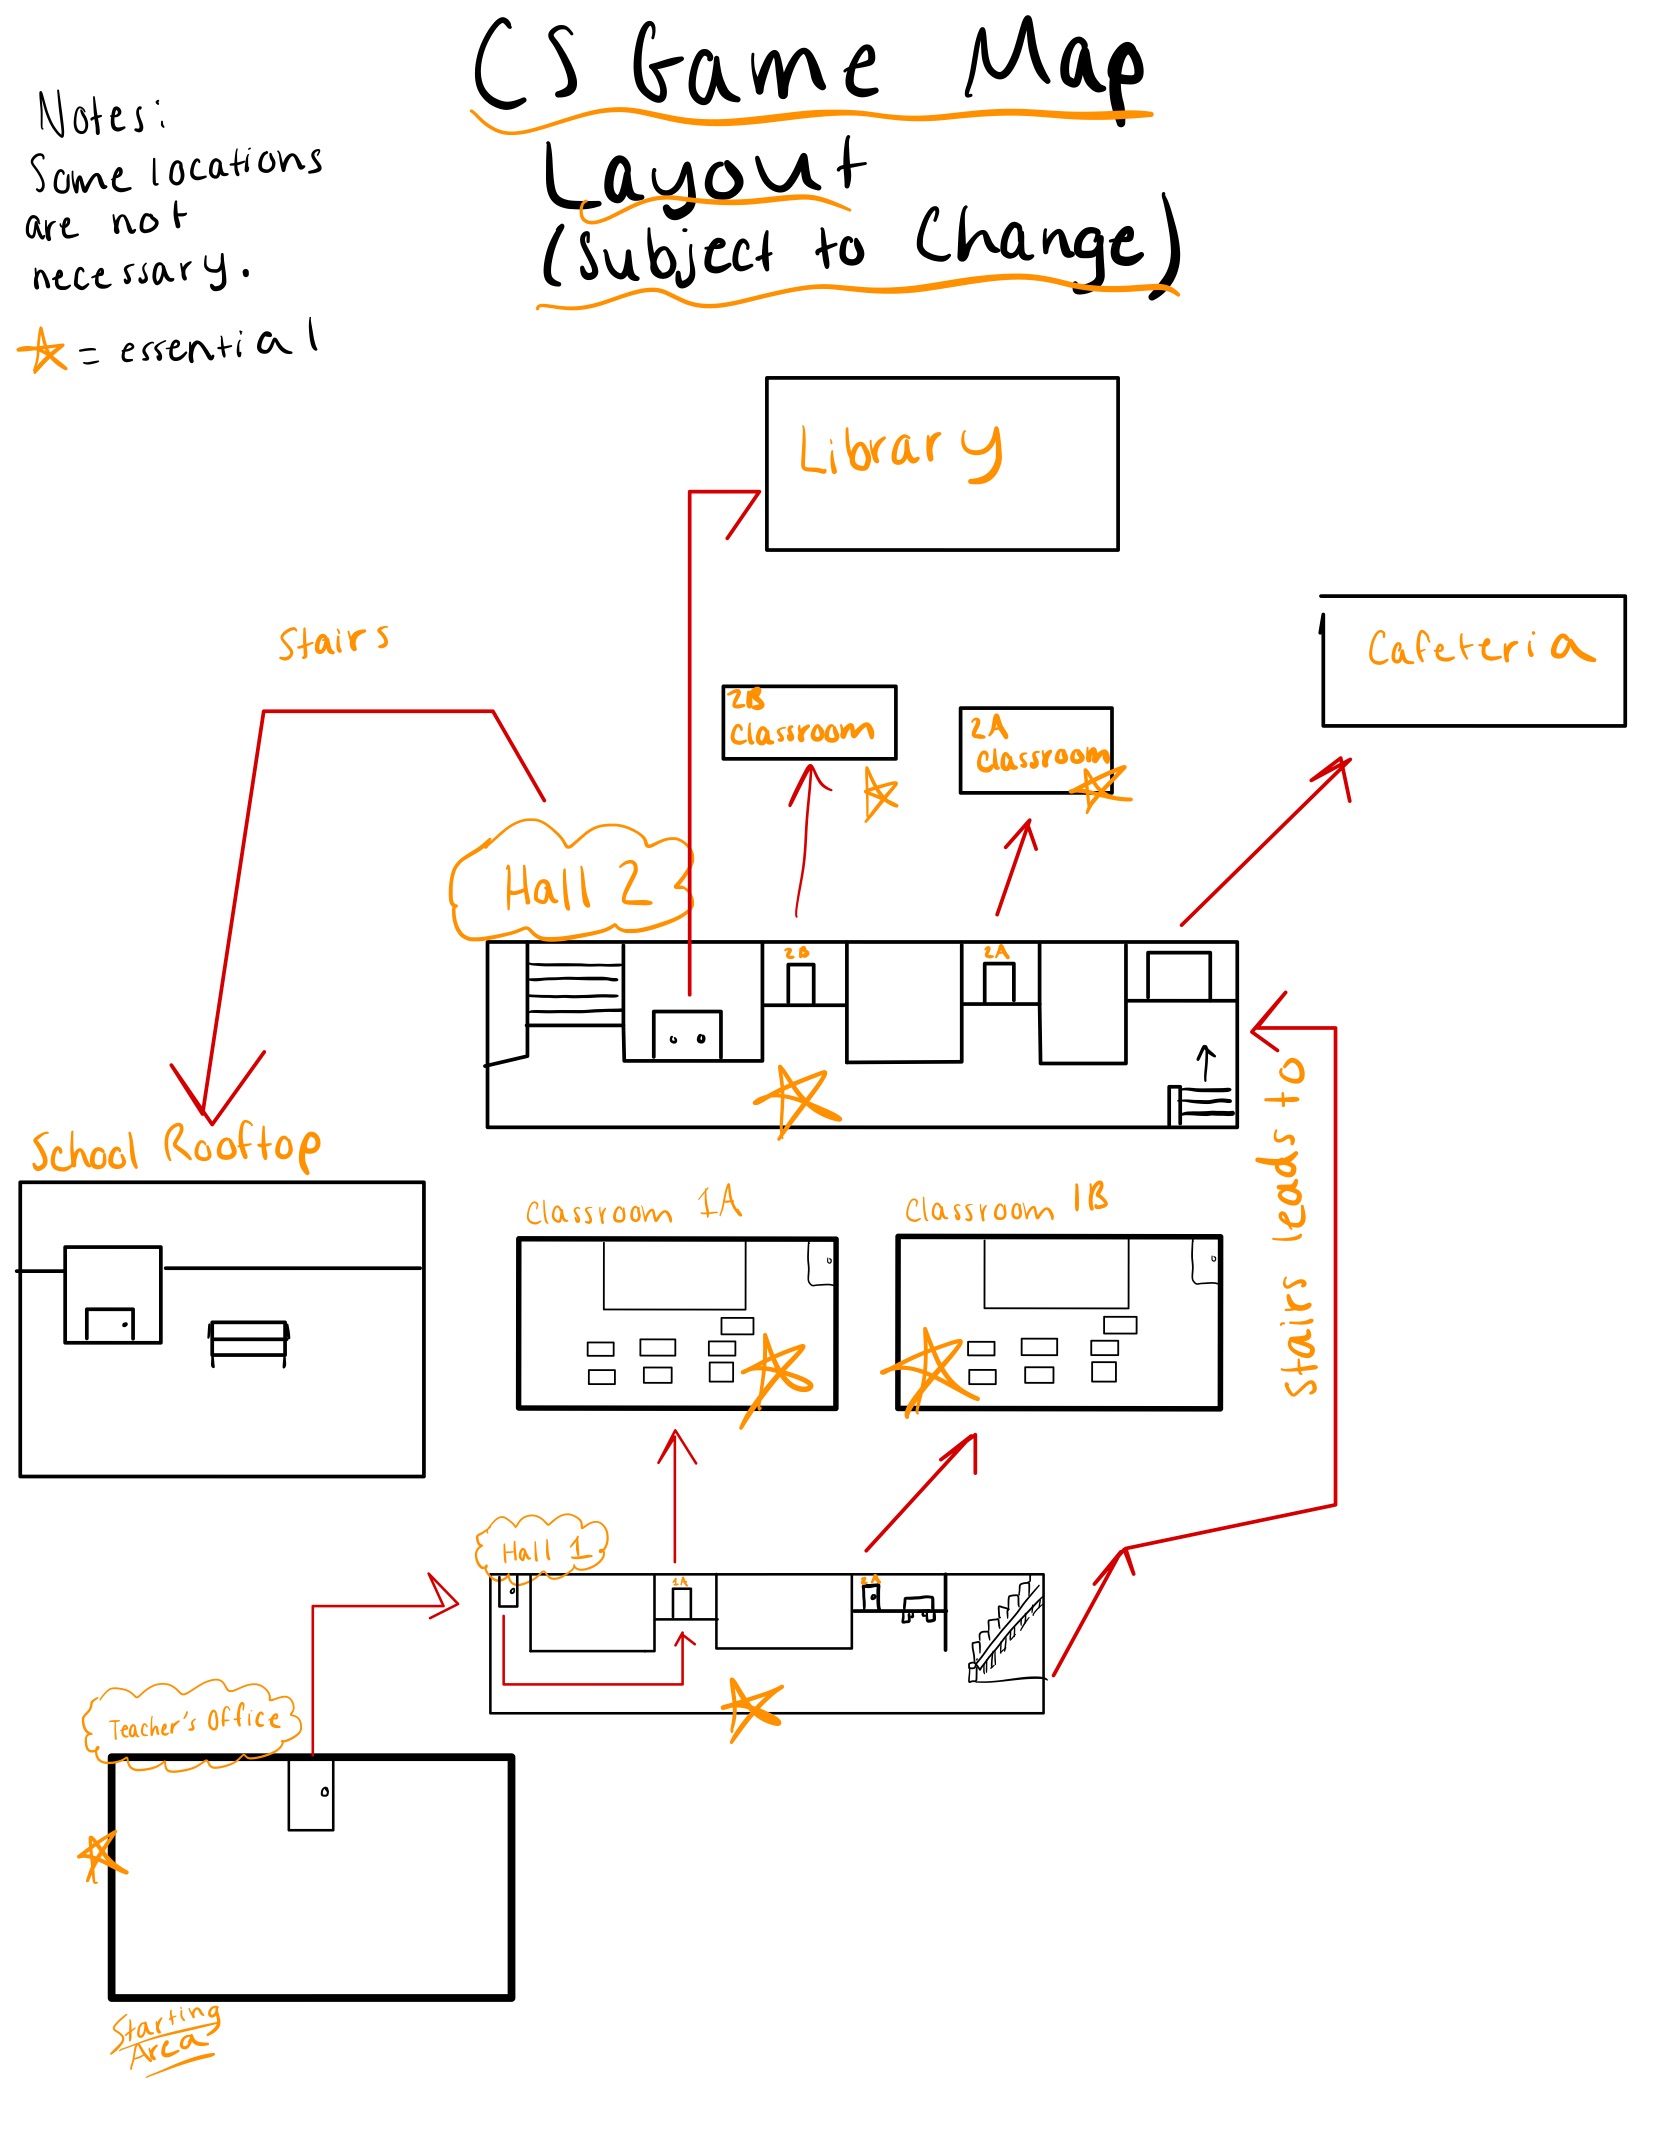 CS Game Map
Layout
(Subject to Change)
Notes:
Some locations
are not
necessary.
= essential
Library
Stairs
Cafeteria
2B
classroom
2A
classroom
Hall 2
2B
2A
Stairs leads to
School Rooftop
Classroom 1A
Classroom 1B
Hall 1
1A
Teacher's Office
Starting
Area